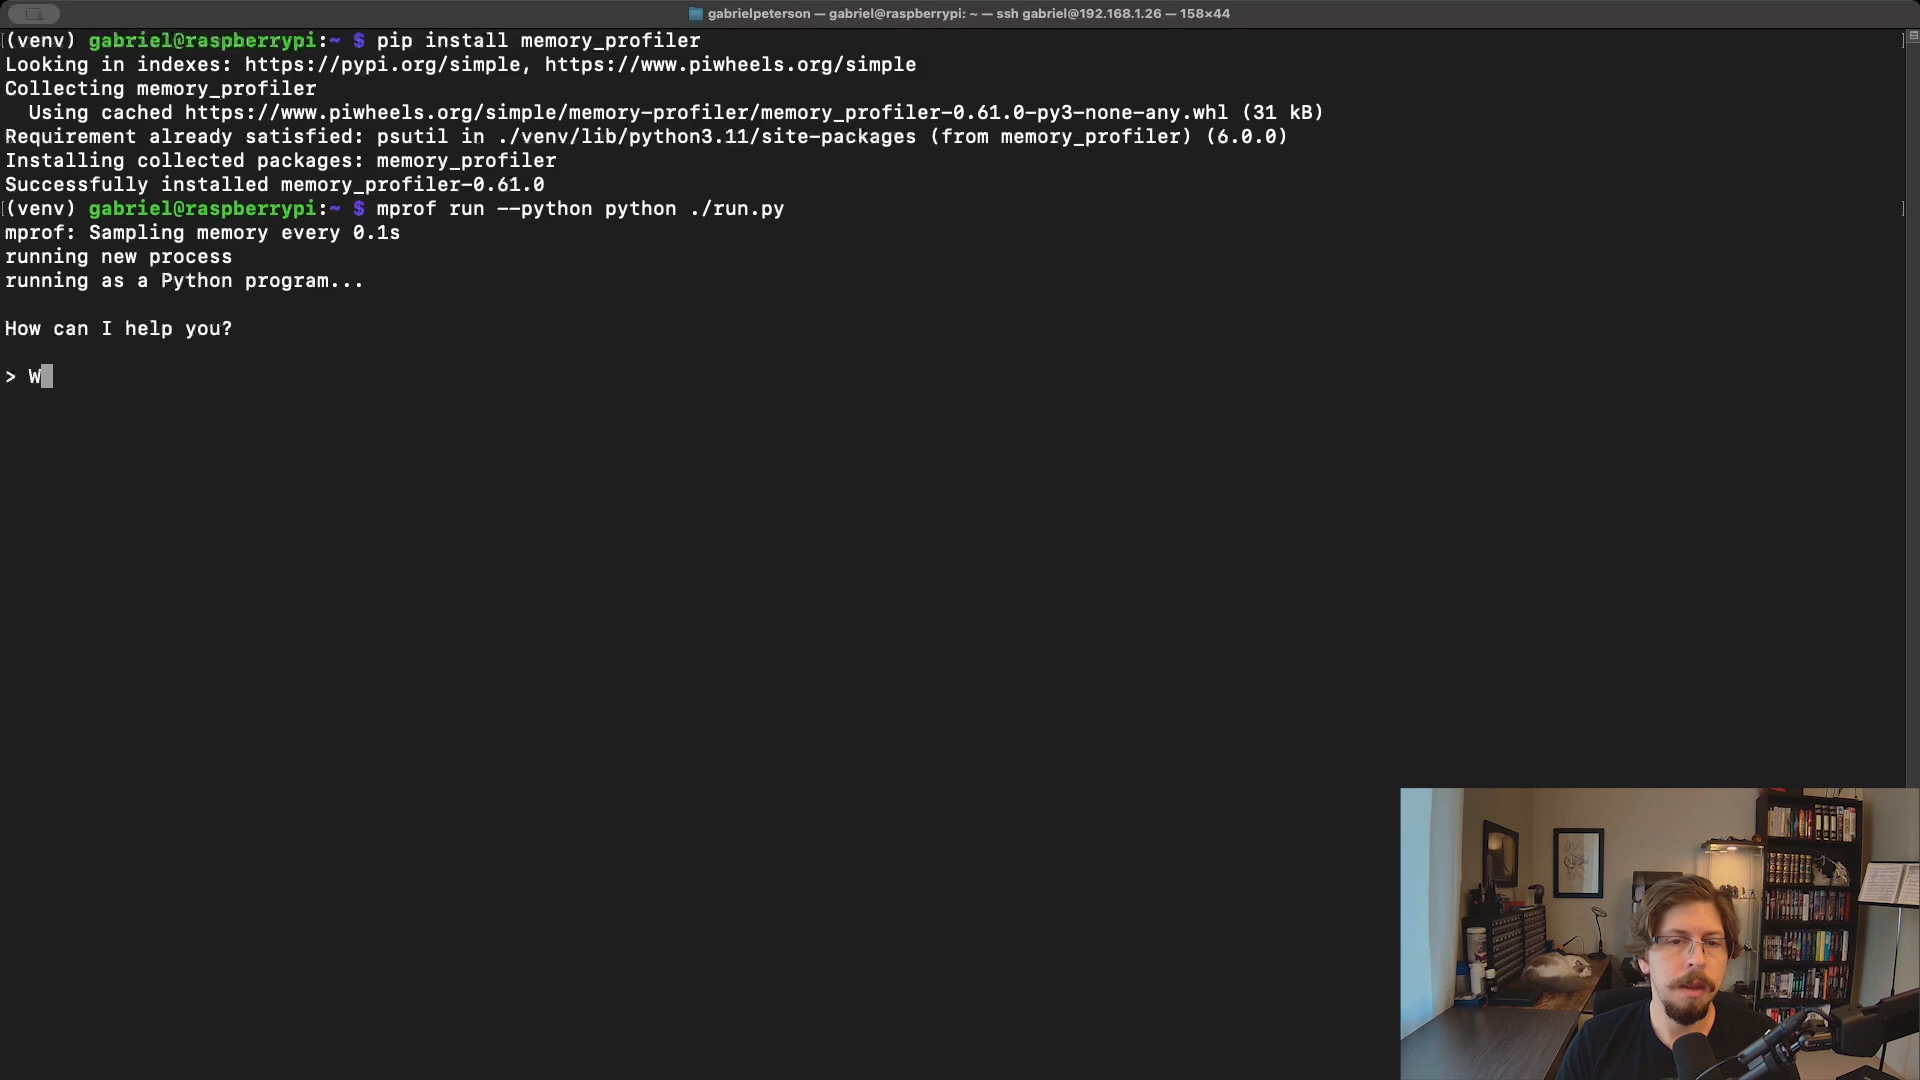 gabrielpeterson — gabriel@raspberrypi: ~ — ssh gabriel@192.168.1.26 — 158×44
(venv) gabriel@raspberrypi:~ $ pip install memory_profiler
Looking in indexes: https://pypi.org/simple, https://www.piwheels.org/simple
Collecting memory_profiler
Using cached https://www.piwheels.org/simple/memory-profiler/memory_profiler-0.61.0-py3-none-any.whl (31 kB)
Requirement already satisfied: psutil in ./venv/lib/python3.11/site-packages (from memory_profiler) (6.0.0)
Installing collected packages: memory_profiler
Successfully installed memory_profiler-0.61.0
(venv) gabriel@raspberrypi:~ $ mprof run --python python ./run.py
mprof: Sampling memory every 0.1s
running new process
running as a Python program...
How can I help you?
> W